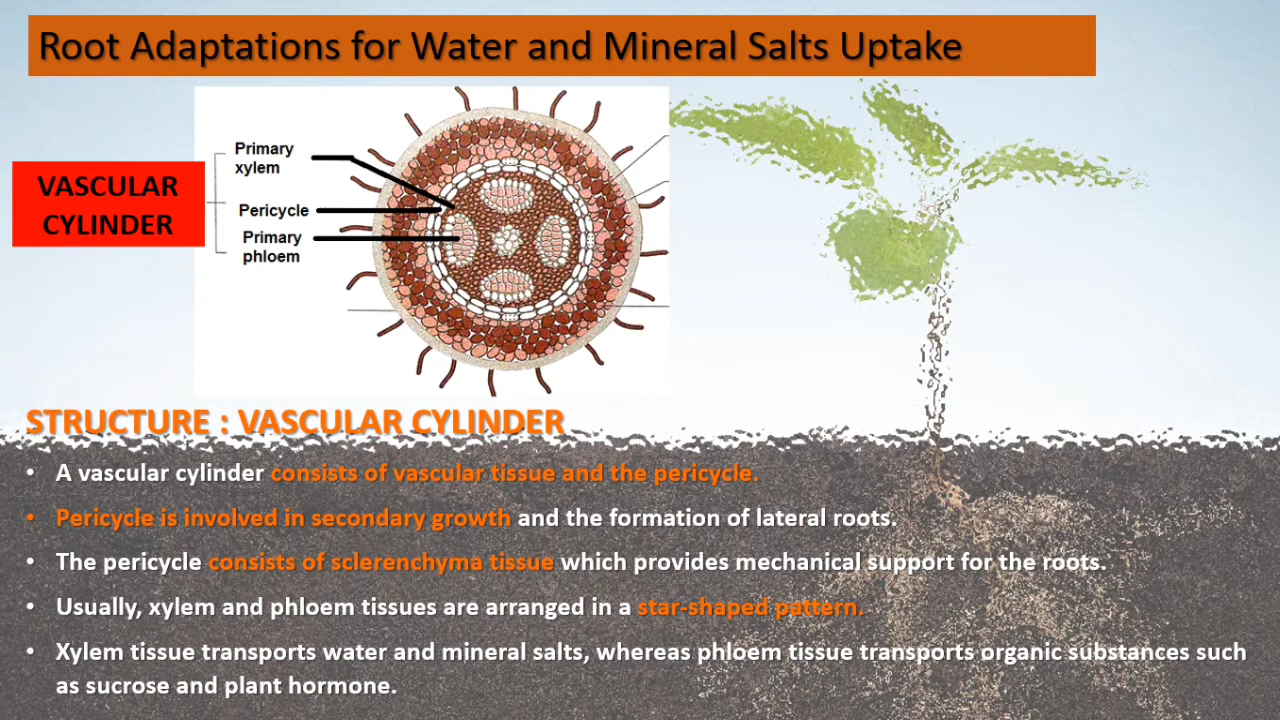 Root Adaptations for Water and Mineral Salts Uptake
Primary
xylem
VASCULAR
CYLINDER
Pericycle
Primary
phloem
STRUCTURE : VASCULAR CYLINDER
• A vascular cylinder consists of vascular tissue and the pericycle.
• Pericycle is involved in secondary growth and the formation of lateral roots.
• The pericycle consists of sclerenchyma tissue which provides mechanical support for the roots.
• Usually, xylem and phloem tissues are arranged in a star-shaped pattern.
• Xylem tissue transports water and mineral salts, whereas phloem tissue transports organic substances such
as sucrose and plant hormone.